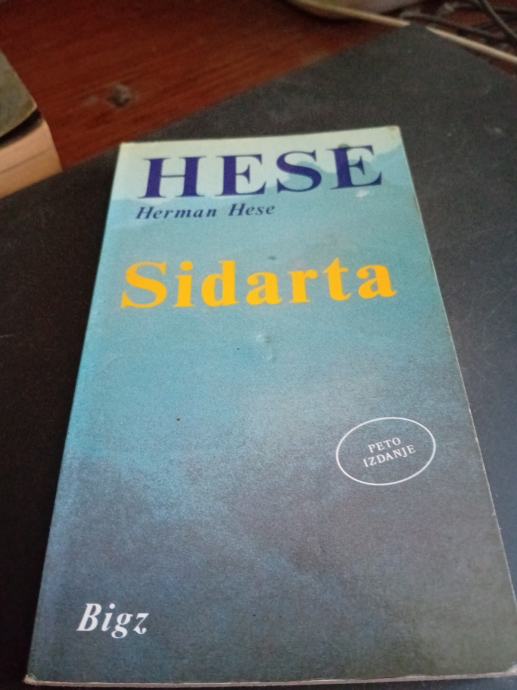 HESE
Herman Hese
Sidarta
PETO
IZDANJE
Bigz